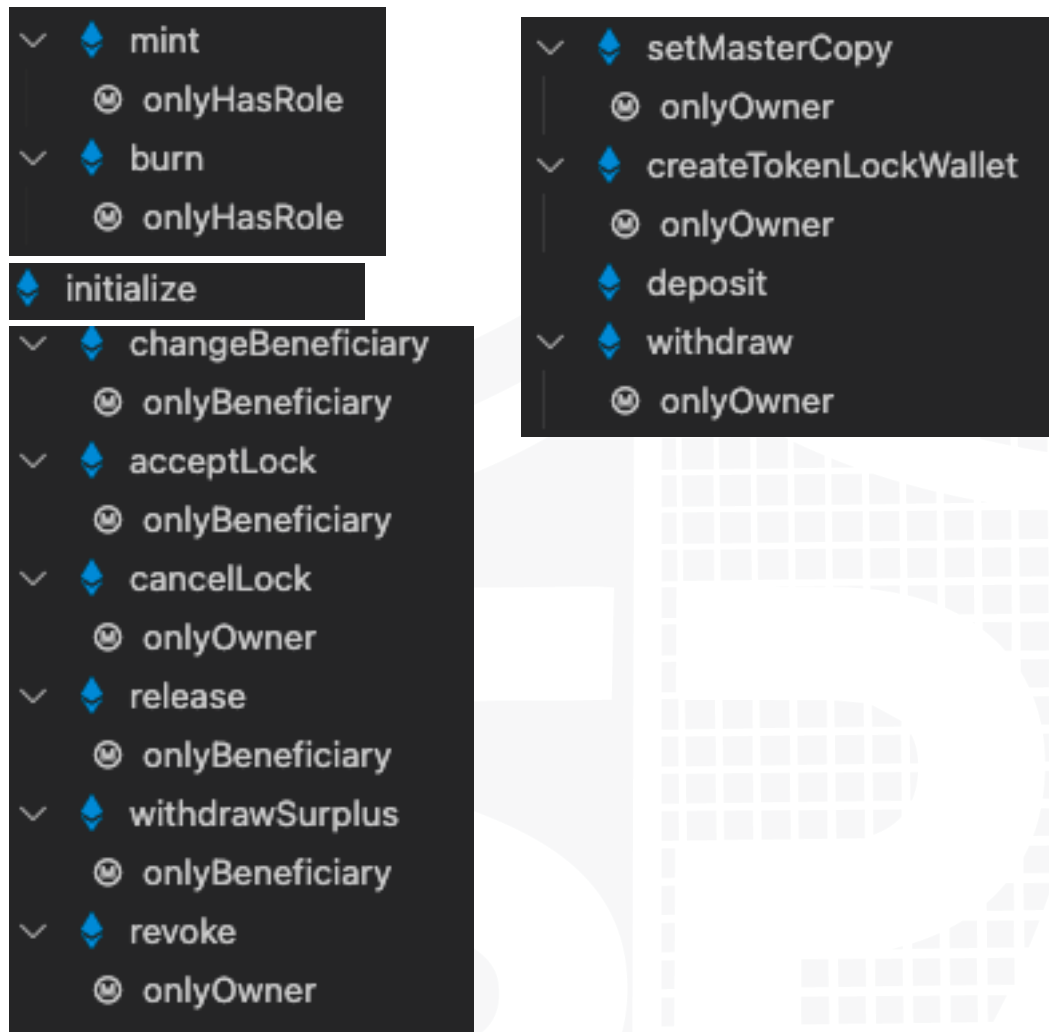 mint
onlyHasRole
burn
onlyHasRole
initialize
changeBeneficiary
onlyBeneficiary
acceptLock
onlyBeneficiary
cancelLock
onlyOwner
release
onlyBeneficiary
withdrawSurplus
onlyBeneficiary
revoke
onlyOwner
setMasterCopy
onlyOwner
createTokenLockWallet
onlyOwner
deposit
withdraw
onlyOwner